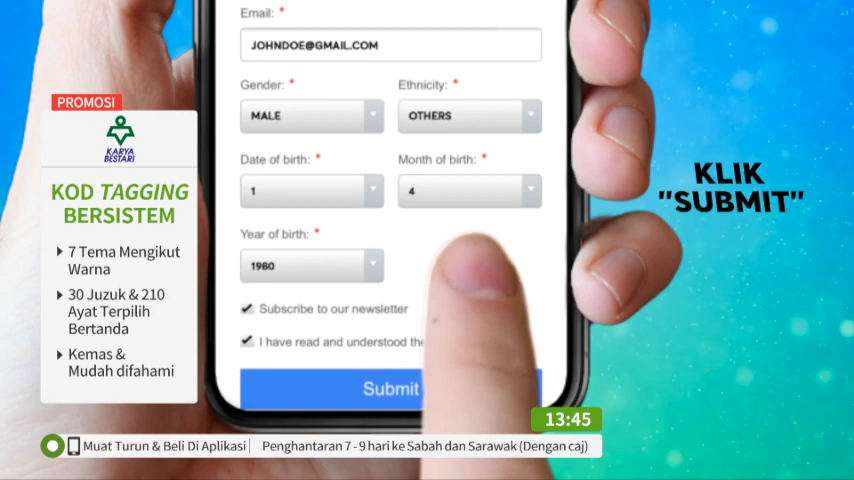 Email: *
JOHNDOE@GMAIL.COM
Gender: *
Ethnicity: *
MALE
OTHERS
Date of birth: *
Month of birth: *
1
4
Year of birth: *
1980
Subscribe to our newsletter
I have read and understood the
Submit
PROMOSI
KARYA
BESTARI
KOD TAGGING
BERSISTEM
7 Tema Mengikut
Warna
30 Juzuk & 210
Ayat Terpilih
Bertanda
Kemas &
Mudah difahami
KLIK
"SUBMIT"
13:45
Muat Turun & Beli Di Aplikasi
Penghantaran 7 - 9 hari ke Sabah dan Sarawak (Dengan caj)